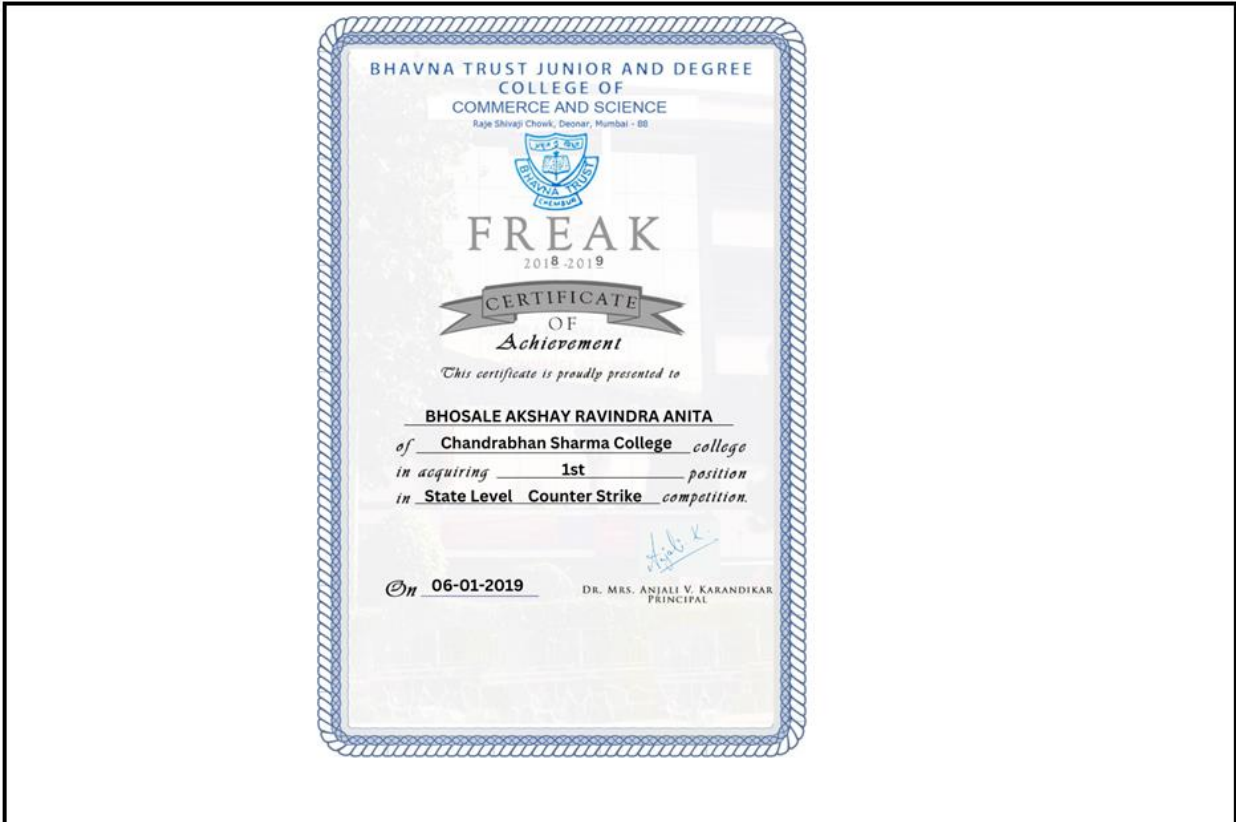 BHAVNA TRUST JUNIOR AND DEGREE
COLLEGE OF
COMMERCE AND SCIENCE
Raje Shivaji Chowk, Deonar, Mumbai - 88
BHAVNA TRUST
CHEMBUR
FREAK
2018-2019
CERTIFICATE
OF
Achievement
This certificate is proudly presented to
BHOSALE AKSHAY RAVINDRA ANITA
of Chandrabhan Sharma College college
in acquiring 1st position
in State Level Counter Strike competition.
Anjali K.
On 06-01-2019
DR. MRS. ANJALI V. KARANDIKAR
PRINCIPAL